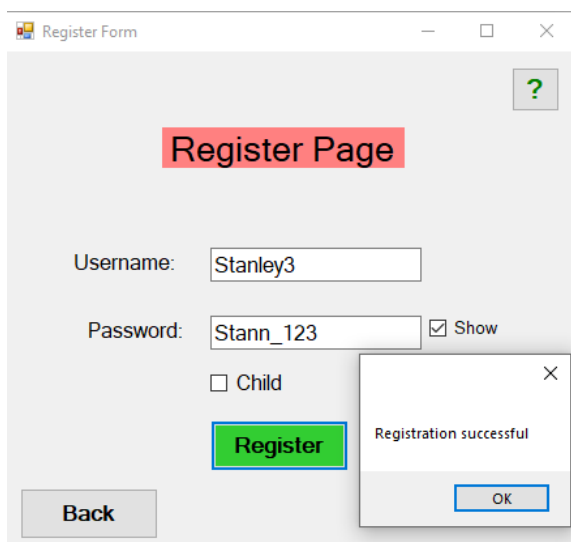 Register Form
?
Register Page
Username: Stanley3
Password: Stann_123 Show
Child
Registration successful
Register
OK
Back